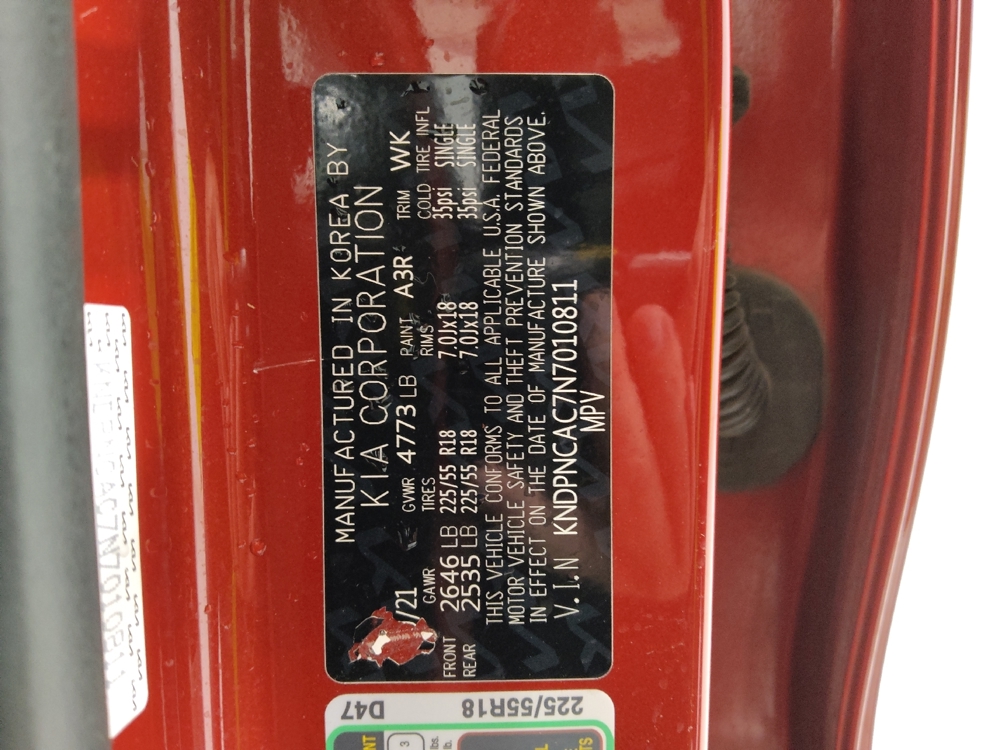 MANUFACTURED IN KOREA BY
KIA CORPORATION
/21 GVWR 4773 LB PAINT A3R TRIM WK
GAWR TIRES RIMS COLD TIRE INFL
FRONT 2646 LB 225/55 R18 7.0Jx18 35psi SINGLE
REAR 2535 LB 225/55 R18 7.0Jx18 35psi SINGLE
THIS VEHICLE CONFORMS TO ALL APPLICABLE U.S.A. FEDERAL
MOTOR VEHICLE SAFETY AND THEFT PREVENTION STANDARDS
IN EFFECT ON THE DATE OF MANUFACTURE SHOWN ABOVE.
V.I.N KNDPNCAC7N7010811
MPV
225/55R18 D47